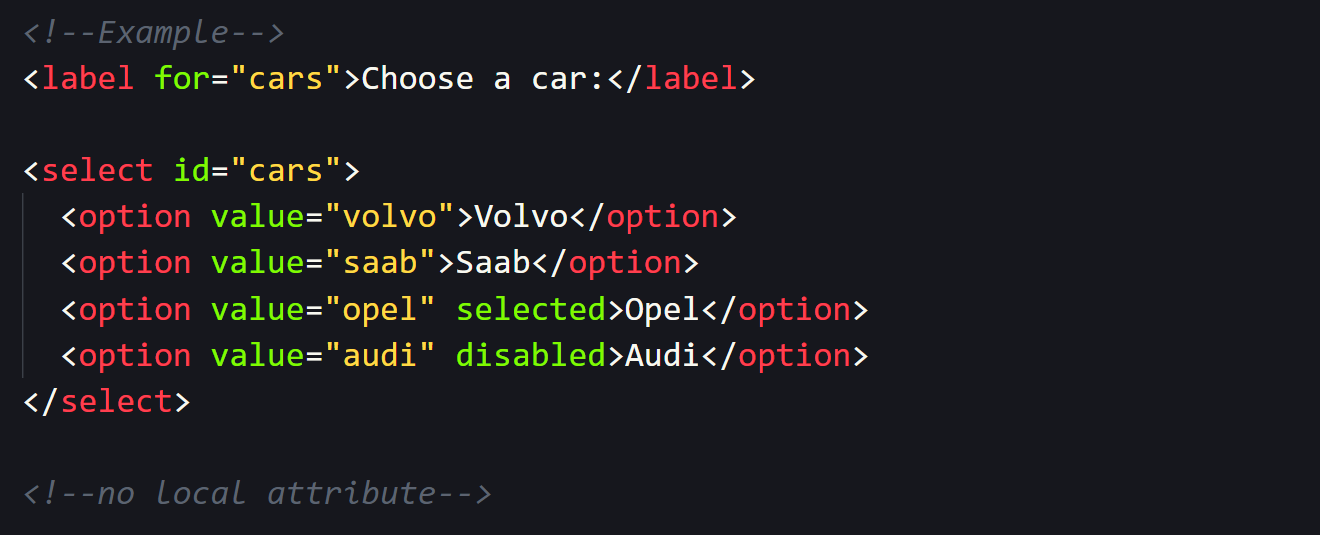 <!--Example-->
<label for="cars">Choose a car:</label>
<select id="cars">
<option value="volvo">Volvo</option>
<option value="saab">Saab</option>
<option value="opel" selected>Opel</option>
<option value="audi" disabled>Audi</option>
</select>
<!--no local attribute-->